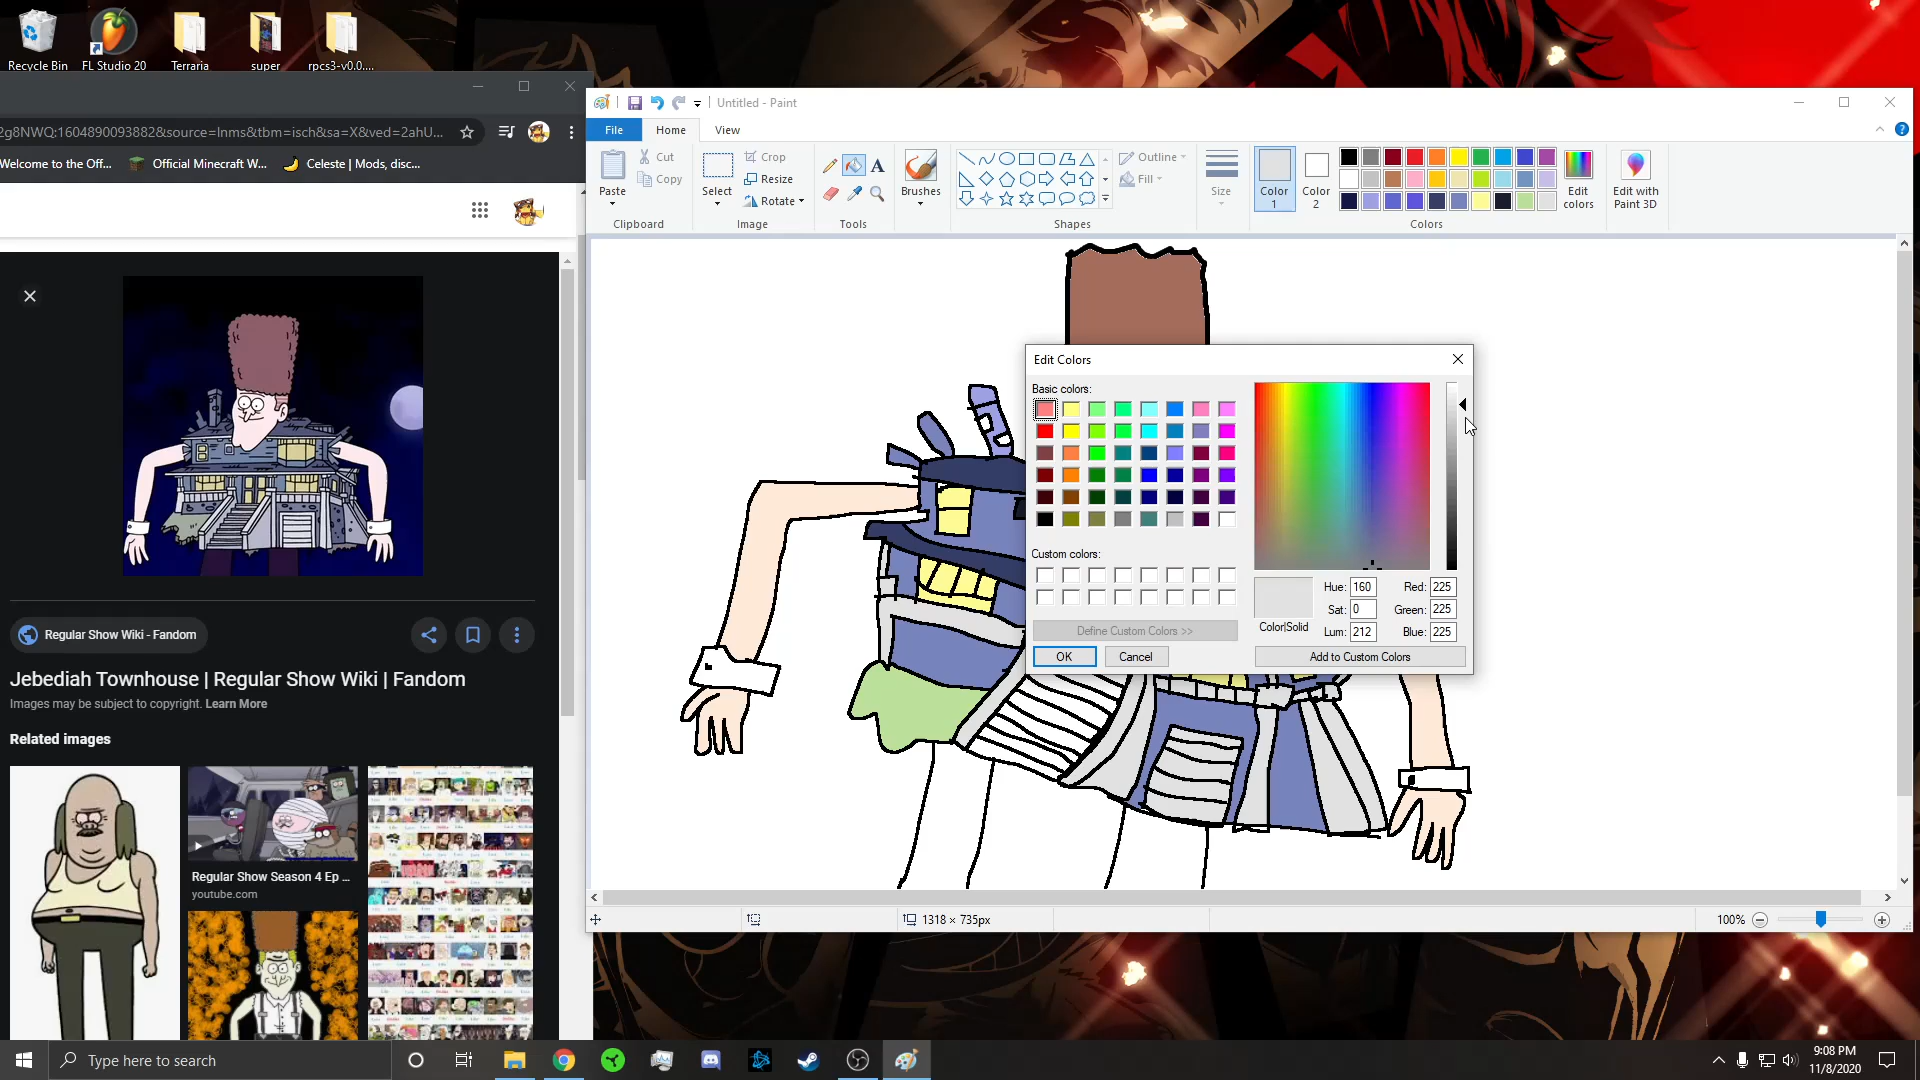 Recycle Bin
FL Studio 20
Terraria
super
rpcs3-v0.0....
2g8NWQ:1604890093882&source=lnms&tbm=isch&sa=X&ved=2ahU...
Welcome to the Off...
Official Minecraft W...
Celeste | Mods, disc...
Regular Show Wiki - Fandom
Jebediah Townhouse | Regular Show Wiki | Fandom
Images may be subject to copyright. Learn More
Related images
Regular Show Season 4 Ep ...
youtube.com
Untitled - Paint
File
Home
View
Paste
Cut
Copy
Clipboard
Select
Crop
Resize
Rotate
Image
Tools
Brushes
Shapes
Outline
Fill
Size
Color 1
Color 2
Edit colors
Edit with Paint 3D
Colors
Edit Colors
Basic colors:
Custom colors:
Define Custom Colors >>
OK
Cancel
Color|Solid
Hue: 160
Sat: 0
Lum: 212
Red: 225
Green: 225
Blue: 225
Add to Custom Colors
1318 × 735px
100%
Type here to search
9:08 PM
11/8/2020